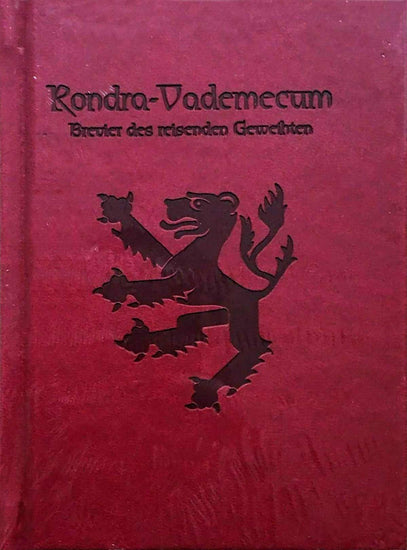 Rondra-Vademecum
Brevier des reisenden Geweihten